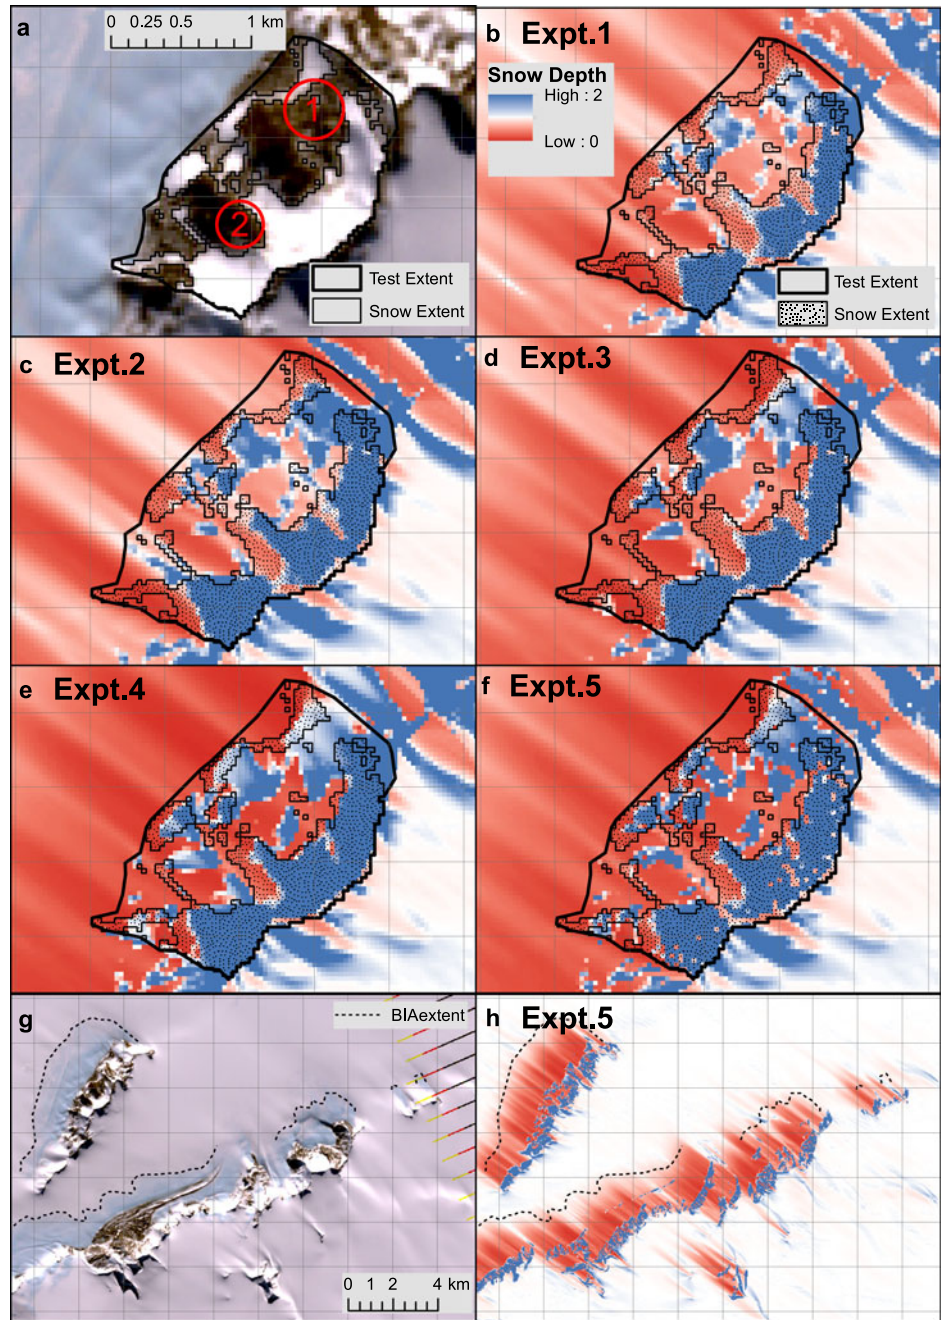 a
0 0.25 0.5 1 km
1
2
Test Extent
Snow Extent
b Expt.1
Snow Depth
High : 2
Low : 0
Test Extent
Snow Extent
c Expt.2
d Expt.3
e Expt.4
f Expt.5
g
BIAextent
0 1 2 4 km
h Expt.5